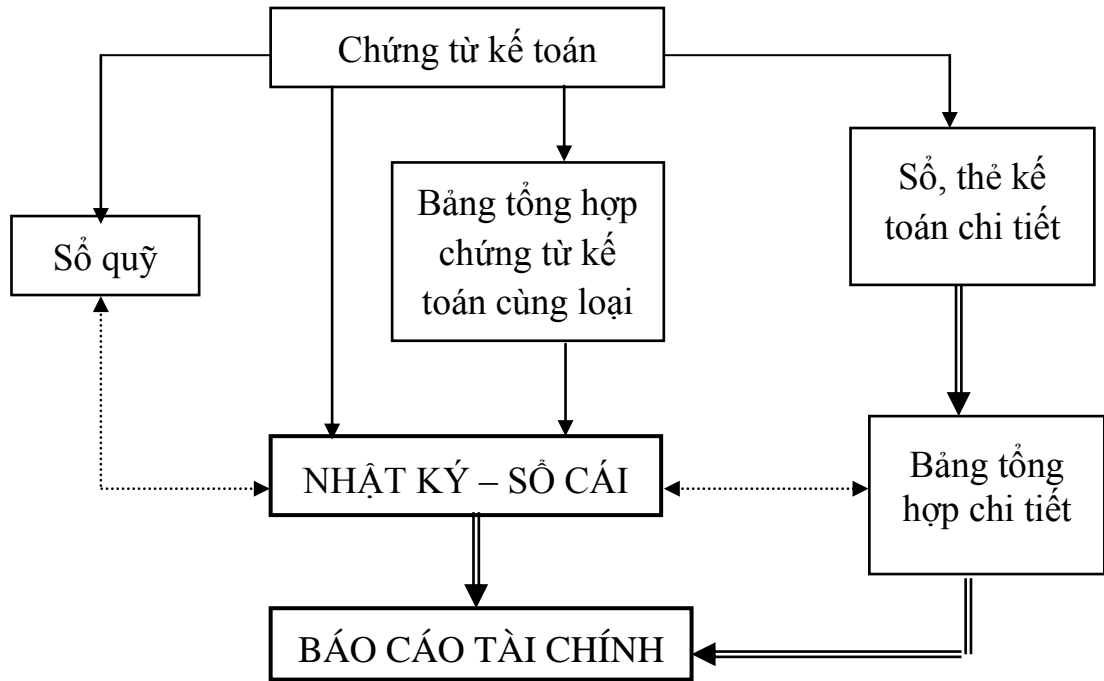 Chứng từ kế toán
Sổ quỹ
Bảng tổng hợp
chứng từ kế
toán cùng loại
Sổ, thẻ kế
toán chi tiết
NHẬT KÝ – SỔ CÁI
Bảng tổng
hợp chi tiết
BÁO CÁO TÀI CHÍNH